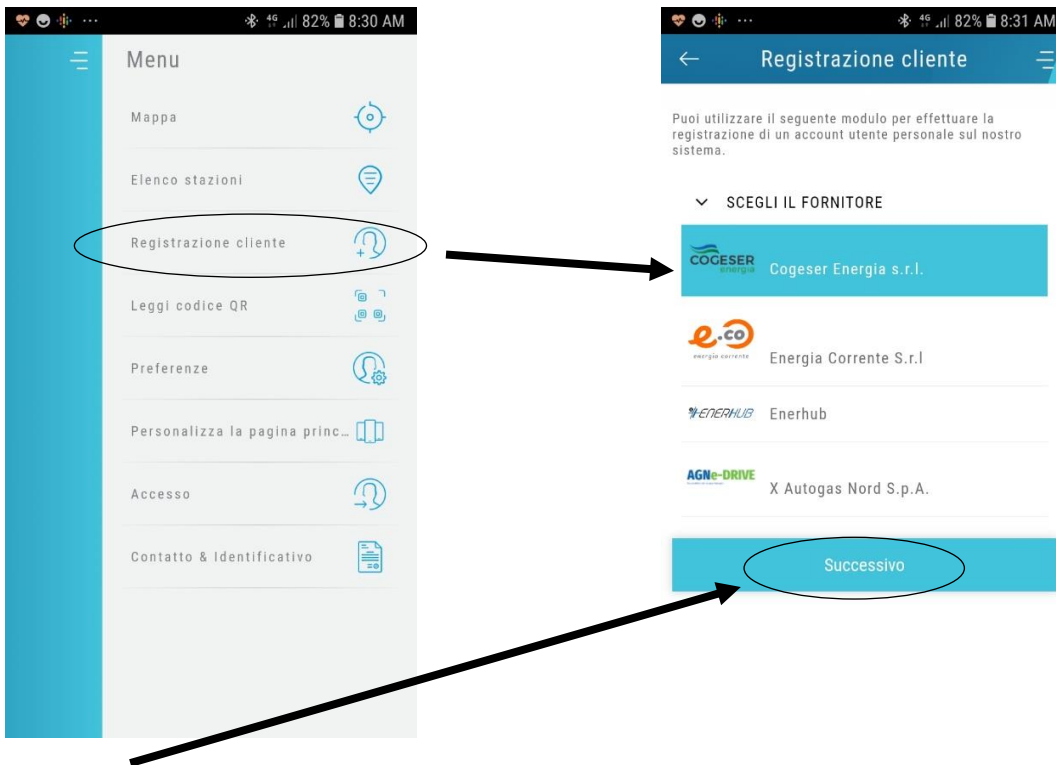 82% 8:30 AM
Menu
Mappa
Elenco stazioni
Registrazione cliente
Leggi codice QR
Preferenze
Personalizza la pagina princ…
Accesso
Contatto & Identificativo
4G 82% 8:31 AM
Registrazione cliente
Puoi utilizzare il seguente modulo per effettuare la
registrazione di un account utente personale sul nostro
sistema.
SCEGLI IL FORNITORE
COGESER
energia
Cogeser Energia s.r.l.
e.co
energia corrente
Energia Corrente S.r.l
ENERHUB Enerhub
AGNe-DRIVE
X Autogas Nord S.p.A.
Successivo